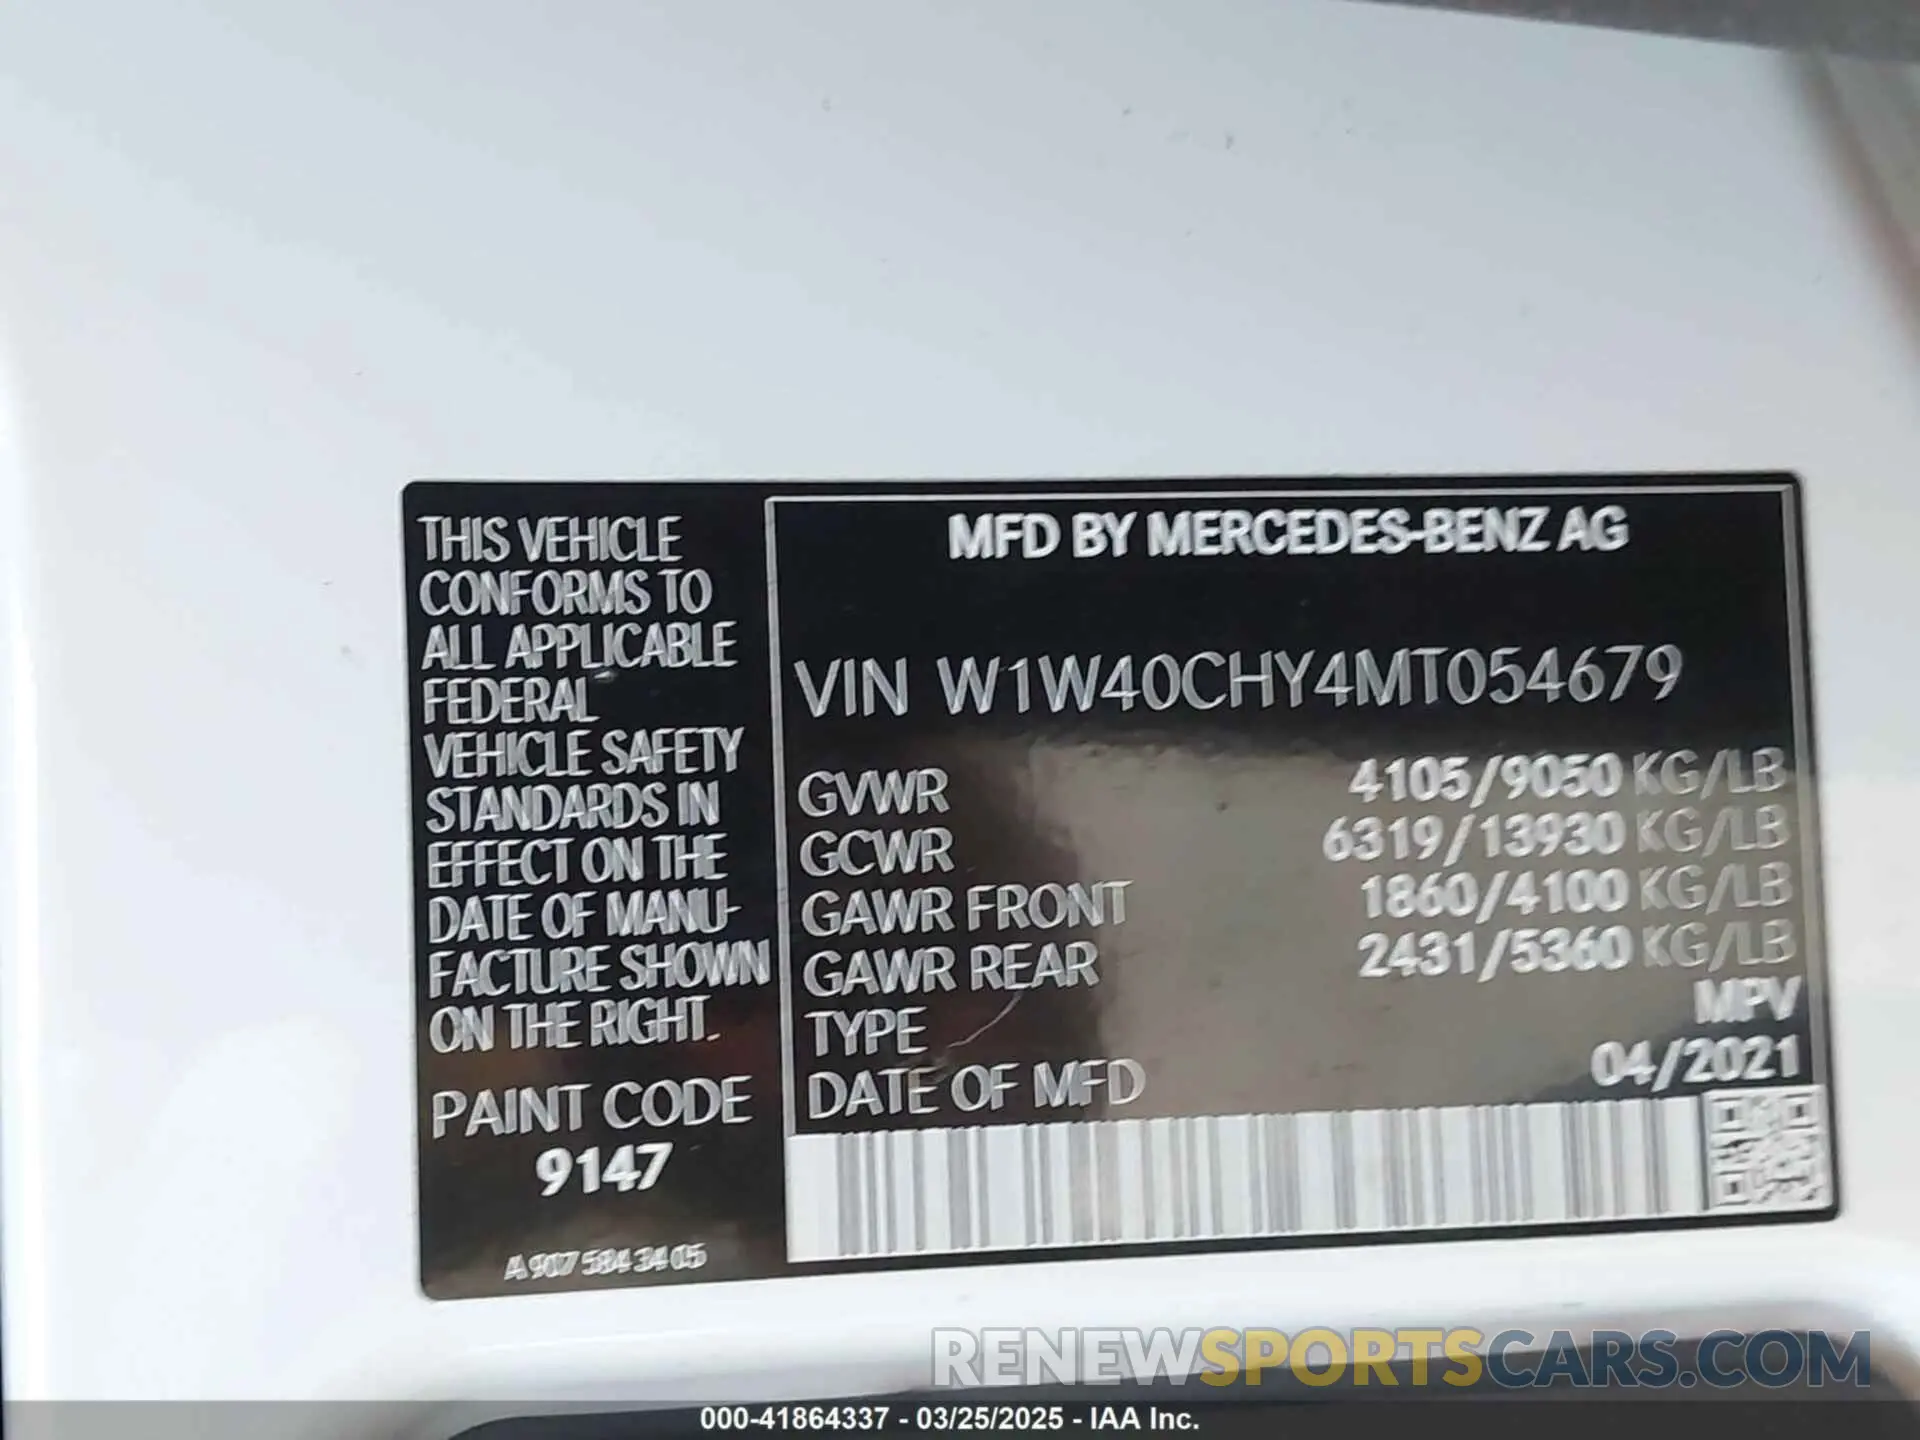 THIS VEHICLE
CONFORMS TO
ALL APPLICABLE
FEDERAL
VEHICLE SAFETY
STANDARDS IN
EFFECT ON THE
DATE OF MANU-
FACTURE SHOWN
ON THE RIGHT.
PAINT CODE
9147
A 907 584 34 05
MFD BY MERCEDES-BENZ AG
VIN W1W40CHY4MT054679
GVWR 4105/9050 KG/LB
GCWR 6319/13930 KG/LB
GAWR FRONT 1860/4100 KG/LB
GAWR REAR 2431/5360 KG/LB
TYPE MPV
DATE OF MFD 04/2021
RENEWSPORTSCARS.COM
000-41864337 - 03/25/2025 - IAA Inc.